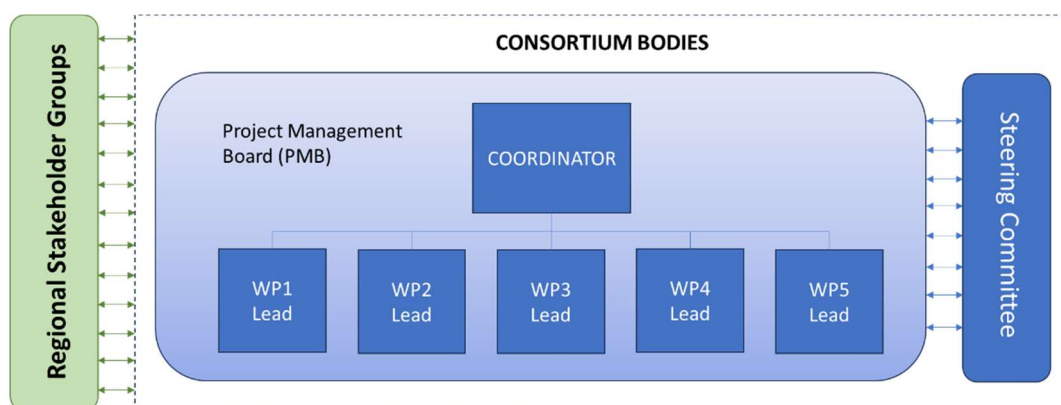 Regional Stakeholder Groups
CONSORTIUM BODIES
Project Management
Board (PMB)
COORDINATOR
WP1
Lead
WP2
Lead
WP3
Lead
WP4
Lead
WP5
Lead
Steering Committee